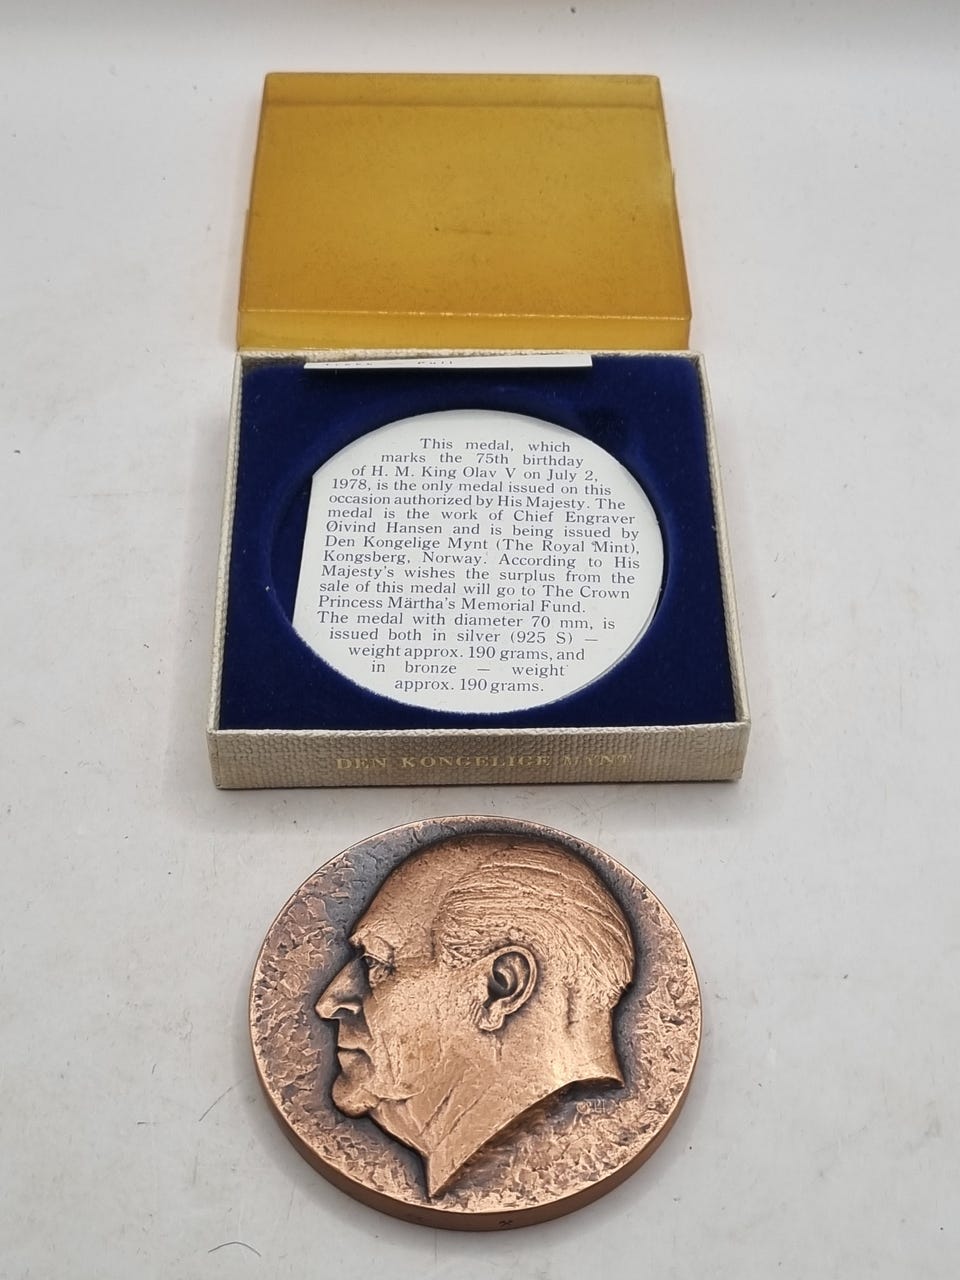 This medal, which
marks the 75th birthday
of H. M. King Olav V on July 2,
1978, is the only medal issued on this
occasion authorized by His Majesty. The
medal is the work of Chief Engraver
Øivind Hansen and is being issued by
Den Kongelige Mynt (The Royal Mint),
Kongsberg, Norway. According to His
Majesty's wishes the surplus from the
sale of this medal will go to The Crown
Princess Märtha's Memorial Fund.
The medal with diameter 70 mm, is
issued both in silver (925 S) —
weight approx. 190 grams, and
in bronze — weight
approx. 190 grams.
DEN KONGELIGE MYNT